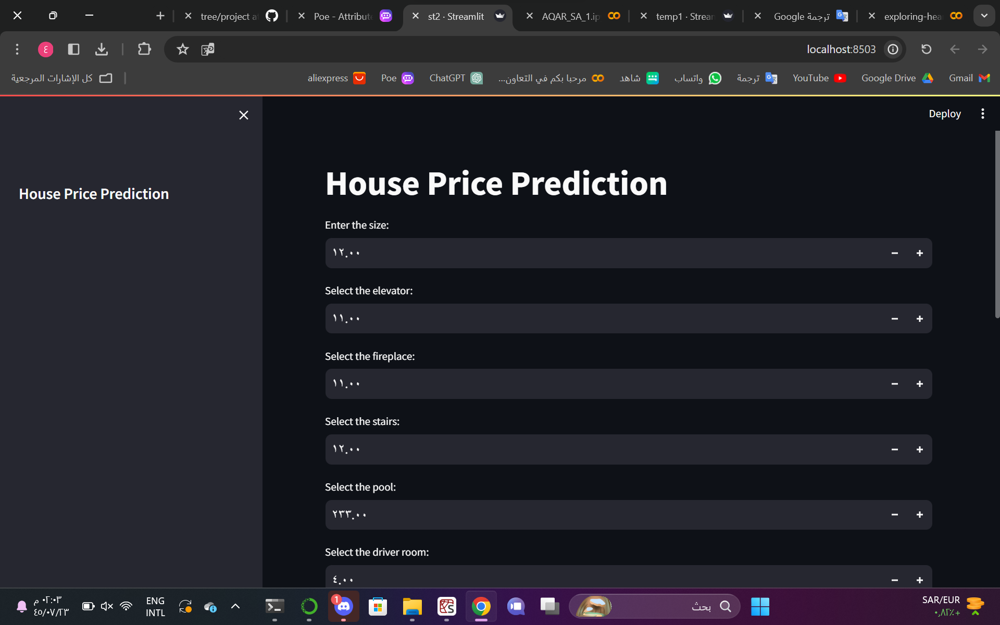 tree/project a
Poe - Attribute
st2 · Streamlit
AQAR_SA_1.ip
temp1 · Strean
ترجمة Google
exploring-hea
ع
localhost:8503
كل الإشارات المرجعية
aliexpress
Poe
ChatGPT
مرحبا بكم في التعاون...
شاهد
واتساب
ترجمة
YouTube
Google Drive
Gmail
Deploy
House Price Prediction
House Price Prediction
Enter the size:
١٢.٠٠
Select the elevator:
١١.٠٠
Select the fireplace:
١١.٠٠
Select the stairs:
١٢.٠٠
Select the pool:
٢٣٣.٠٠
Select the driver room:
٤.٠٠
٠٢:٠٣ م
٤٥/٠٧/٢٣
ENG
INTL
1
بحث
SAR/EUR
+٠٫٨٢٪